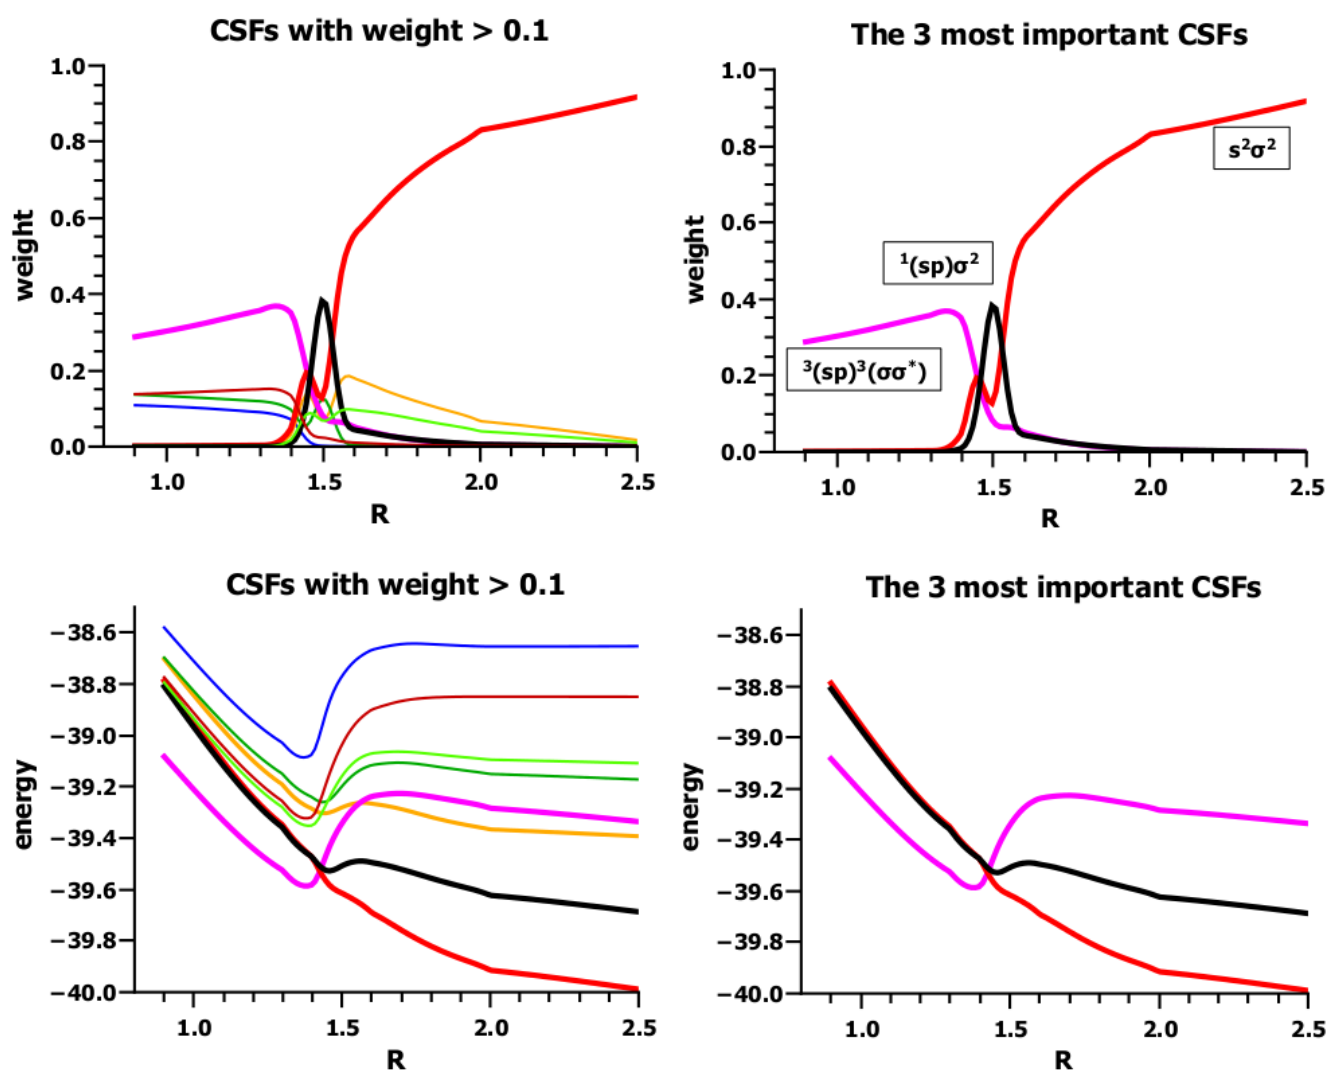 CSFs with weight > 0.1
weight
1.0
0.8
0.6
0.4
0.2
0.0
1.0 1.5 2.0 2.5
R
The 3 most important CSFs
weight
1.0
0.8
0.6
0.4
0.2
0.0
s²σ²
¹(sp)σ²
³(sp)³(σσ*)
1.0 1.5 2.0 2.5
R
CSFs with weight > 0.1
energy
−38.6
−38.8
−39.0
−39.2
−39.4
−39.6
−39.8
−40.0
1.0 1.5 2.0 2.5
R
The 3 most important CSFs
energy
−38.6
−38.8
−39.0
−39.2
−39.4
−39.6
−39.8
−40.0
1.0 1.5 2.0 2.5
R